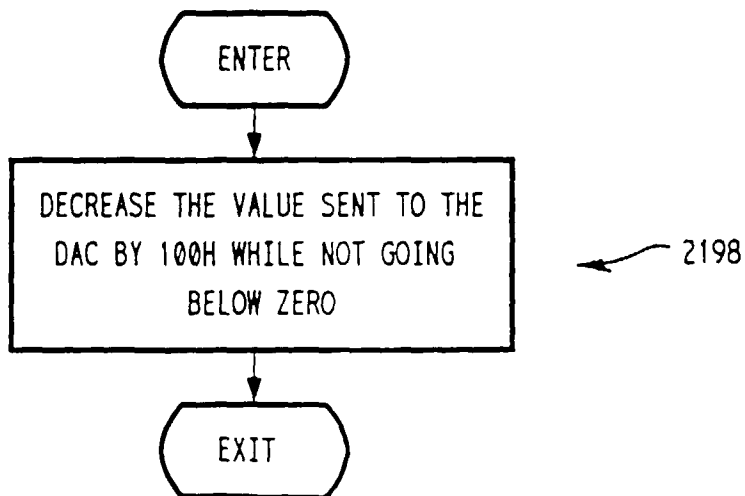 ENTER
DECREASE THE VALUE SENT TO THE
DAC BY 100H WHILE NOT GOING
BELOW ZERO
2198
EXIT